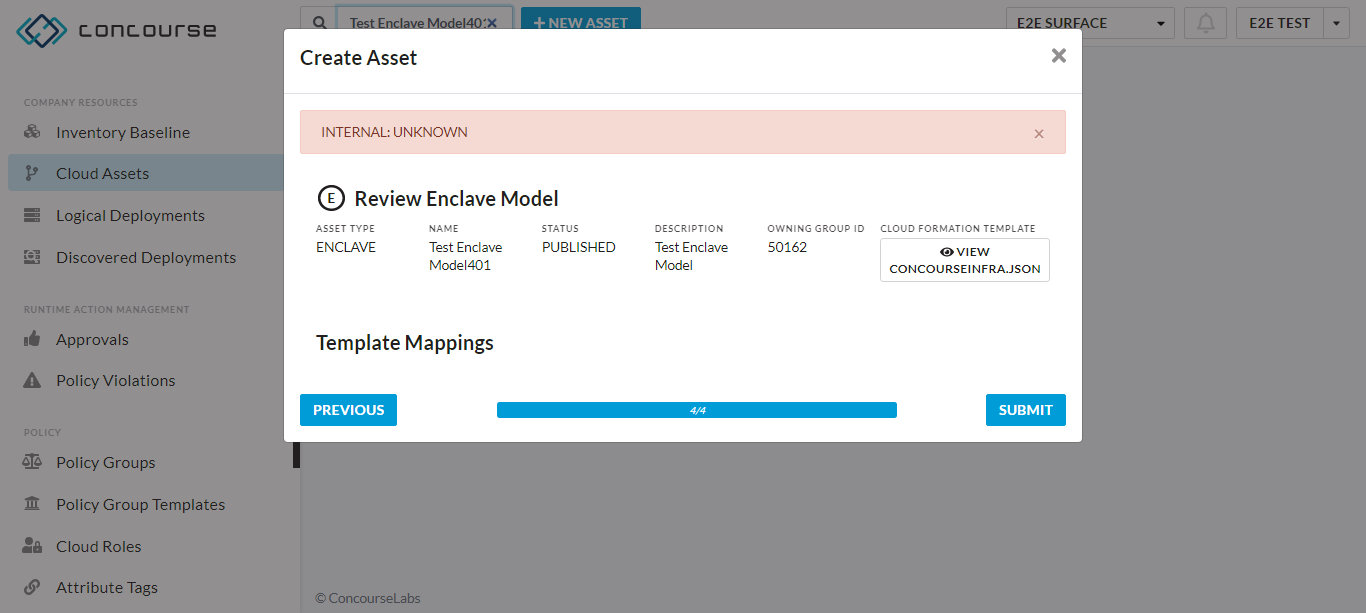 concourse
Test Enclave Model401
+ NEW ASSET
E2E SURFACE
E2E TEST
Create Asset
INTERNAL: UNKNOWN
E Review Enclave Model
ASSET TYPE NAME STATUS DESCRIPTION OWNING GROUP ID CLOUD FORMATION TEMPLATE
ENCLAVE Test Enclave PUBLISHED Test Enclave 50162 VIEW
Model401 Model CONCOURSEINFRA.JSON
Template Mappings
PREVIOUS 4/4 SUBMIT
COMPANY RESOURCES
Inventory Baseline
Cloud Assets
Logical Deployments
Discovered Deployments
RUNTIME ACTION MANAGEMENT
Approvals
Policy Violations
POLICY
Policy Groups
Policy Group Templates
Cloud Roles
Attribute Tags
© ConcourseLabs